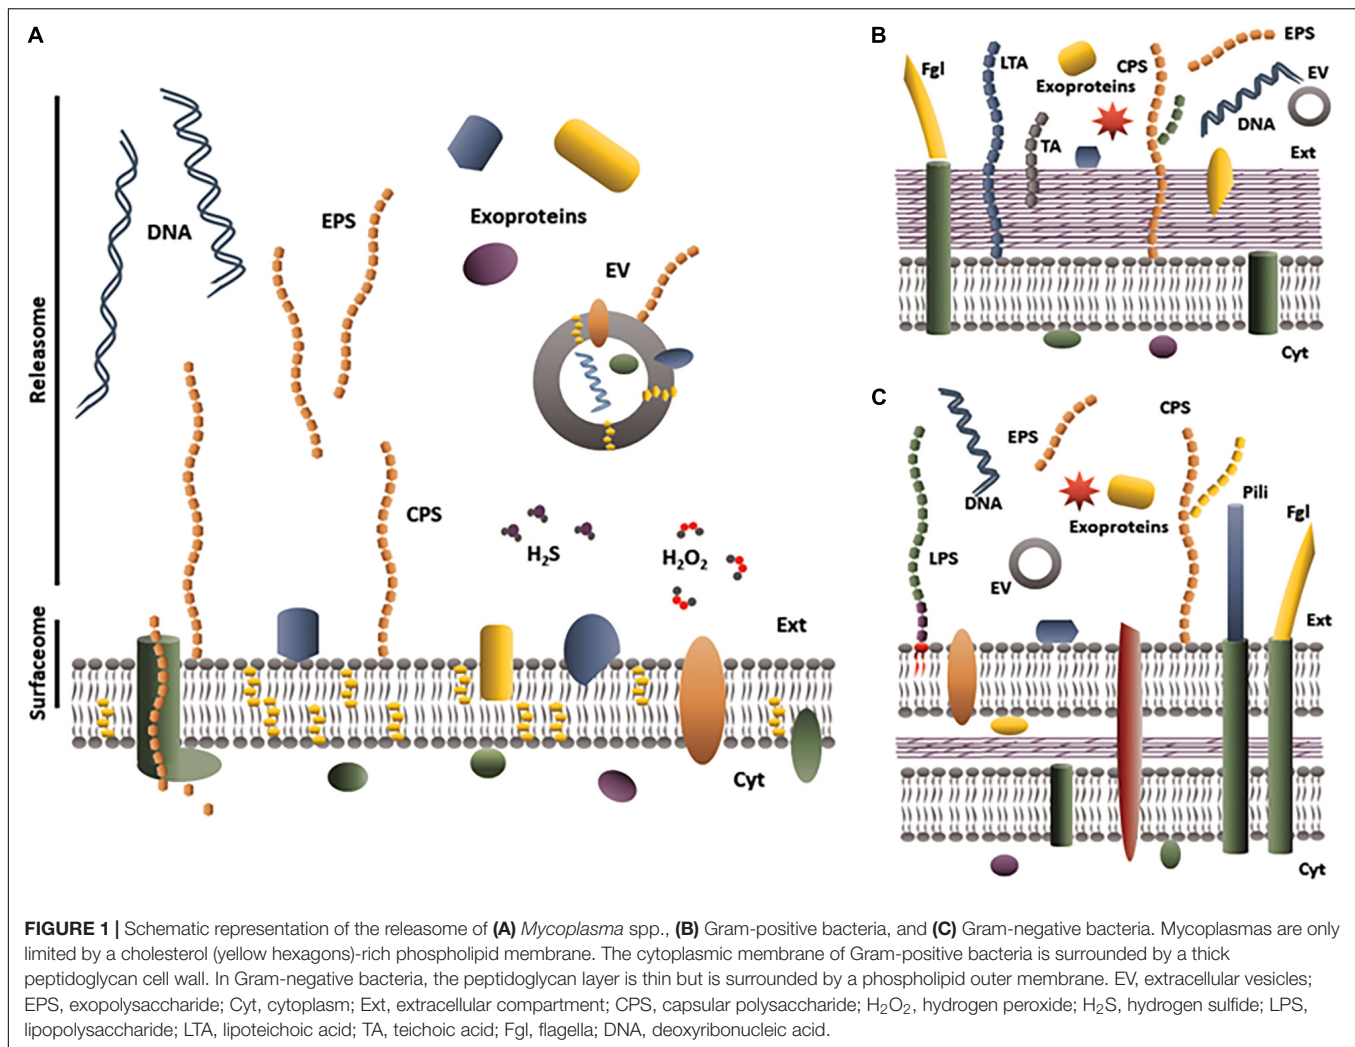 A
Releasome
Surfaceome
DNA
EPS
Exoproteins
EV
CPS
H₂S
H₂O₂
Ext
Cyt
B
Fgl
LTA
Exoproteins
CPS
EPS
EV
DNA
TA
Ext
Cyt
C
CPS
EPS
DNA
Pili
Fgl
Exoproteins
LPS
EV
Ext
Cyt
FIGURE 1 | Schematic representation of the releasome of (A) Mycoplasma spp., (B) Gram-positive bacteria, and (C) Gram-negative bacteria. Mycoplasmas are only
limited by a cholesterol (yellow hexagons)-rich phospholipid membrane. The cytoplasmic membrane of Gram-positive bacteria is surrounded by a thick
peptidoglycan cell wall. In Gram-negative bacteria, the peptidoglycan layer is thin but is surrounded by a phospholipid outer membrane. EV, extracellular vesicles;
EPS, exopolysaccharide; Cyt, cytoplasm; Ext, extracellular compartment; CPS, capsular polysaccharide; H₂O₂, hydrogen peroxide; H₂S, hydrogen sulfide; LPS,
lipopolysaccharide; LTA, lipoteichoic acid; TA, teichoic acid; Fgl, flagella; DNA, deoxyribonucleic acid.